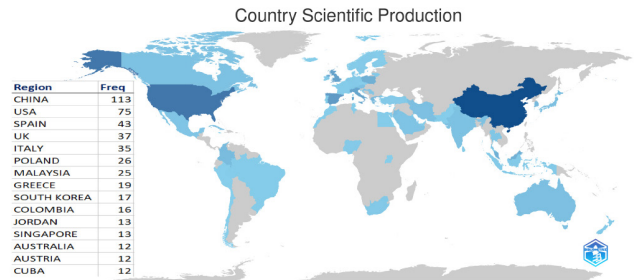 Country Scientific Production
Region Freq
CHINA 113
USA 75
SPAIN 43
UK 37
ITALY 35
POLAND 26
MALAYSIA 25
GREECE 19
SOUTH KOREA 17
COLOMBIA 16
JORDAN 13
SINGAPORE 13
AUSTRALIA 12
AUSTRIA 12
CUBA 12